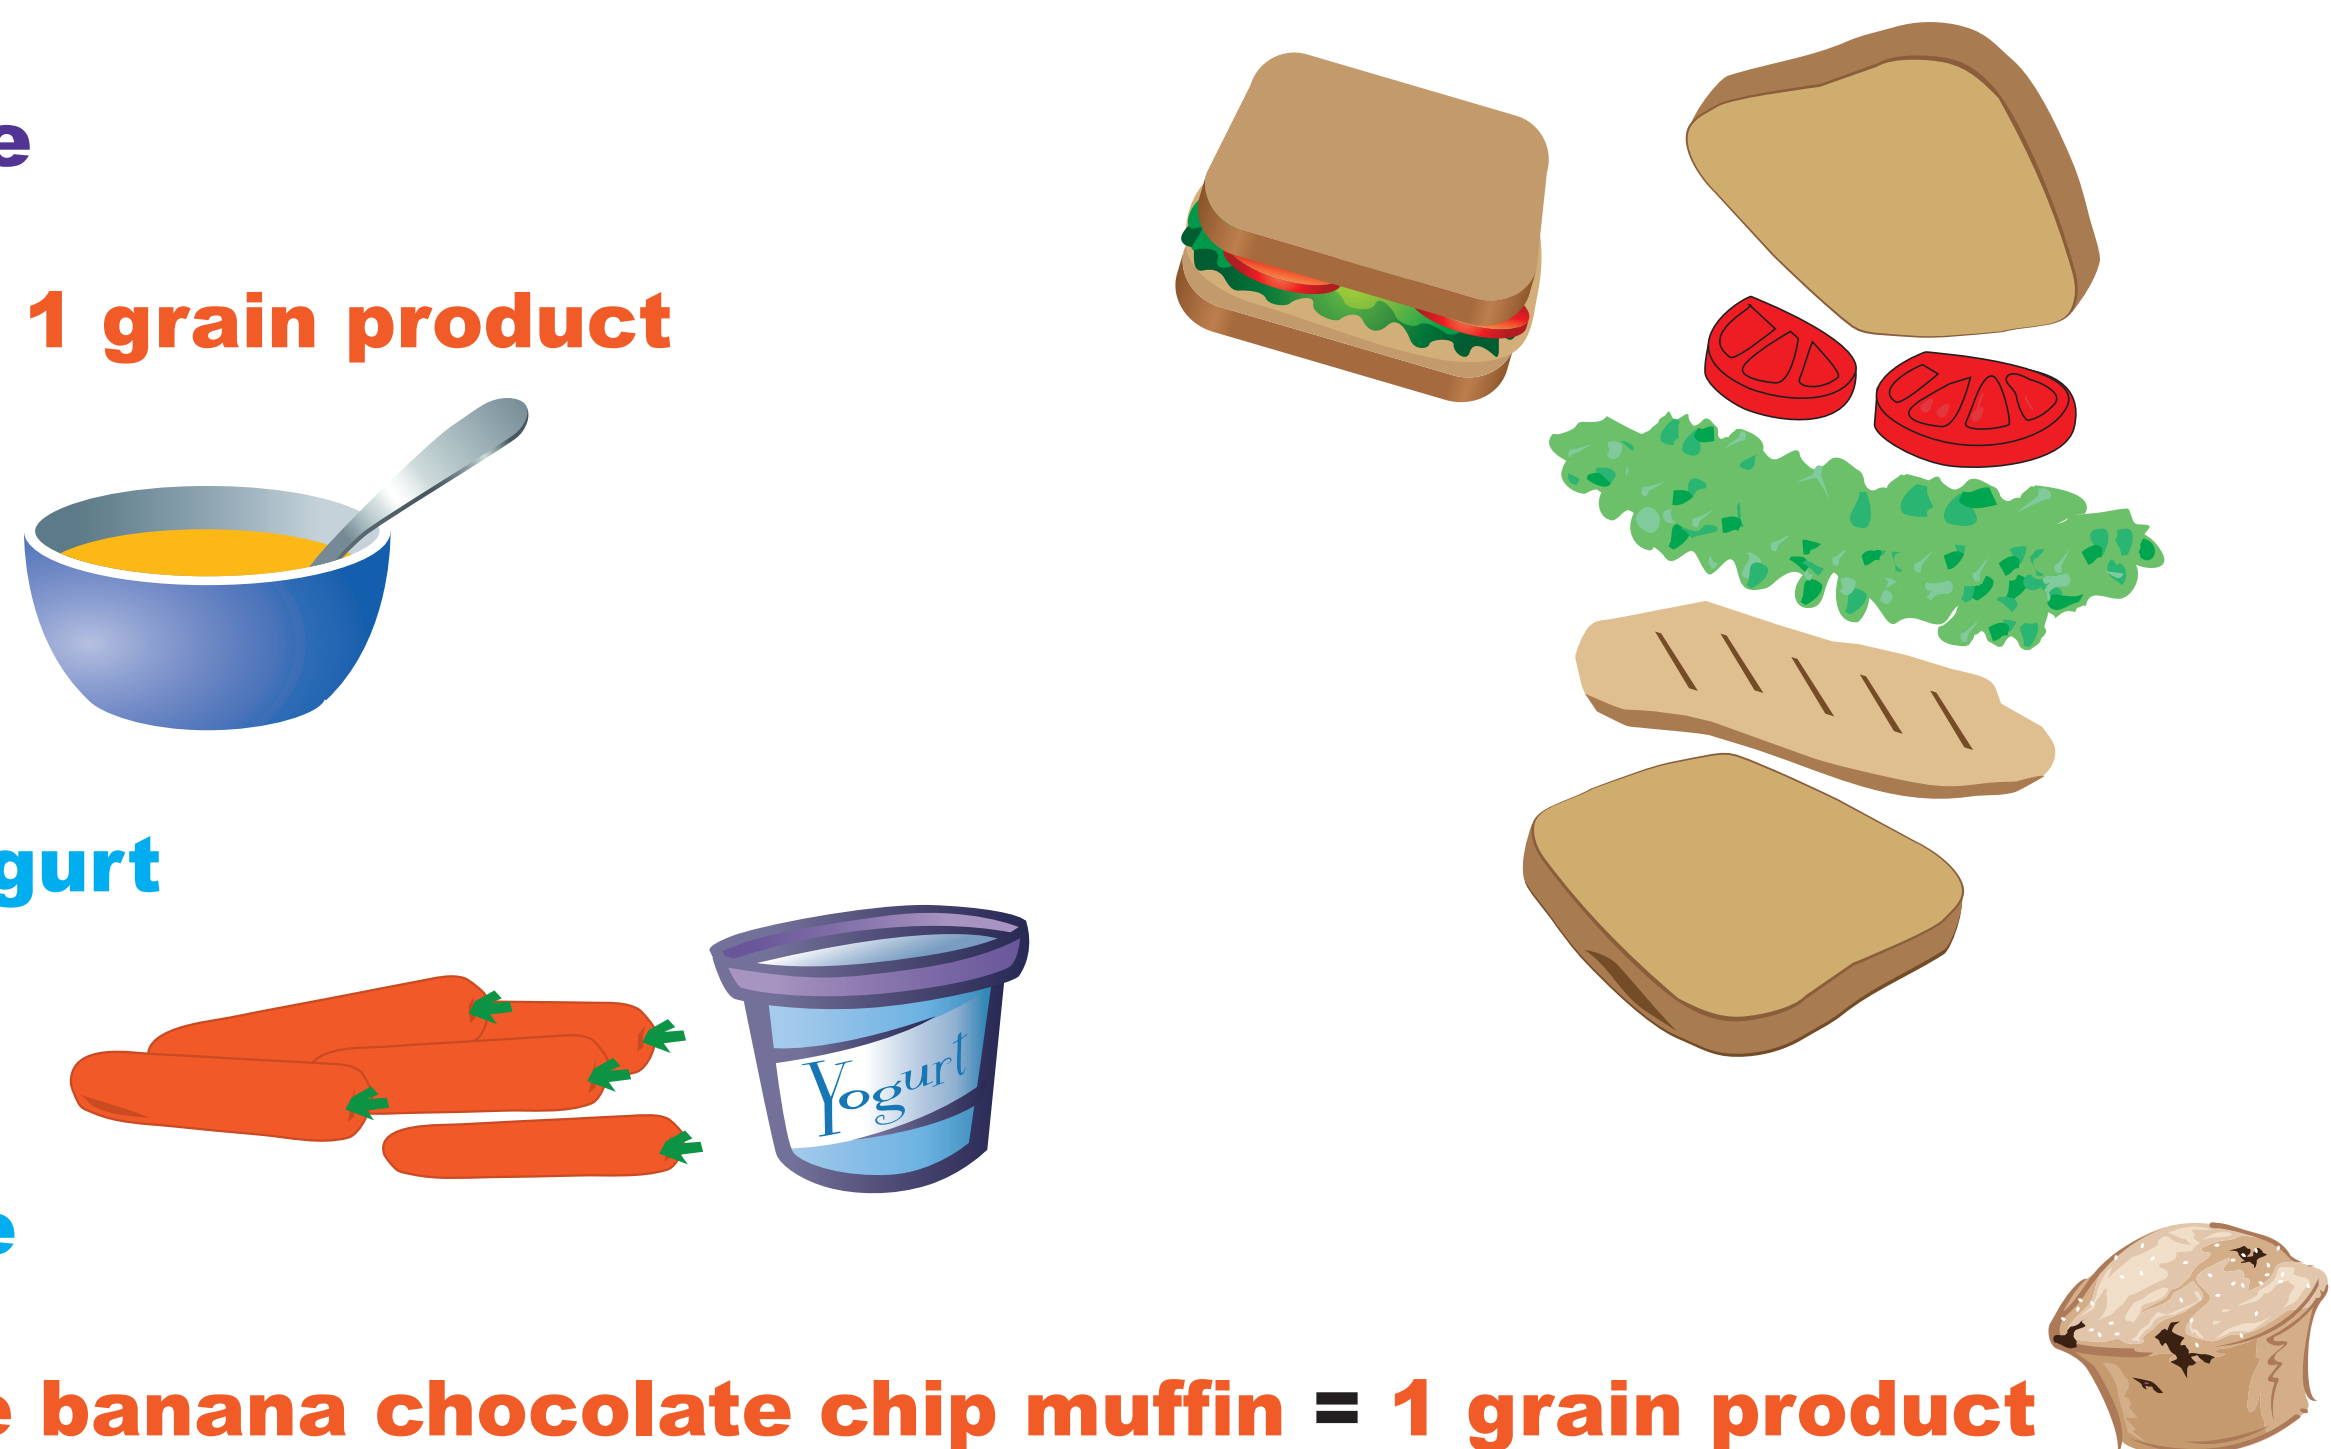 e
1 grain product
gurt
Yogurt
e
e banana chocolate chip muffin = 1 grain product